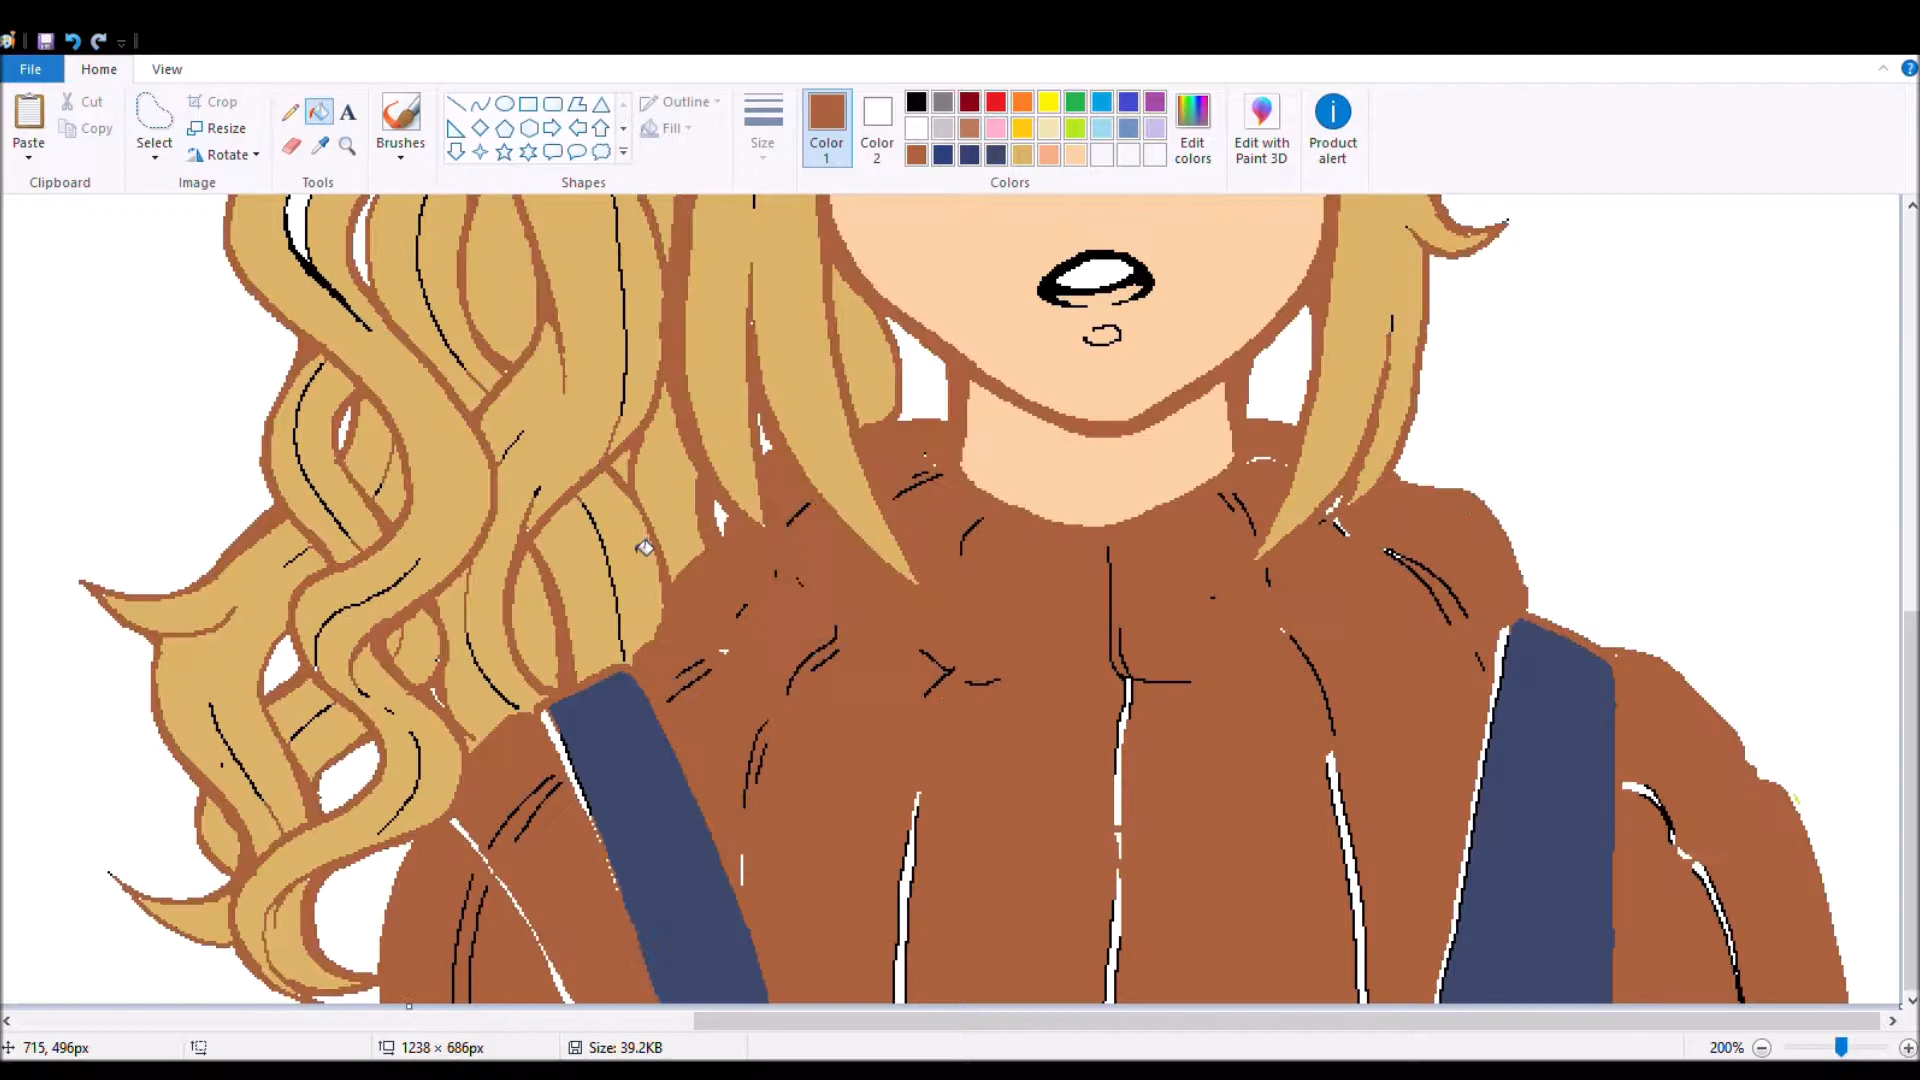 File Home View
Paste
Cut
Copy
Clipboard
Select
Crop
Resize
Rotate
Image
A
Tools
Brushes
Shapes
Outline
Fill
Size
Color 1
Color 2
Edit colors
Colors
Edit with Paint 3D
Product alert
715, 496px
1238 × 686px
Size: 39.2KB
200%